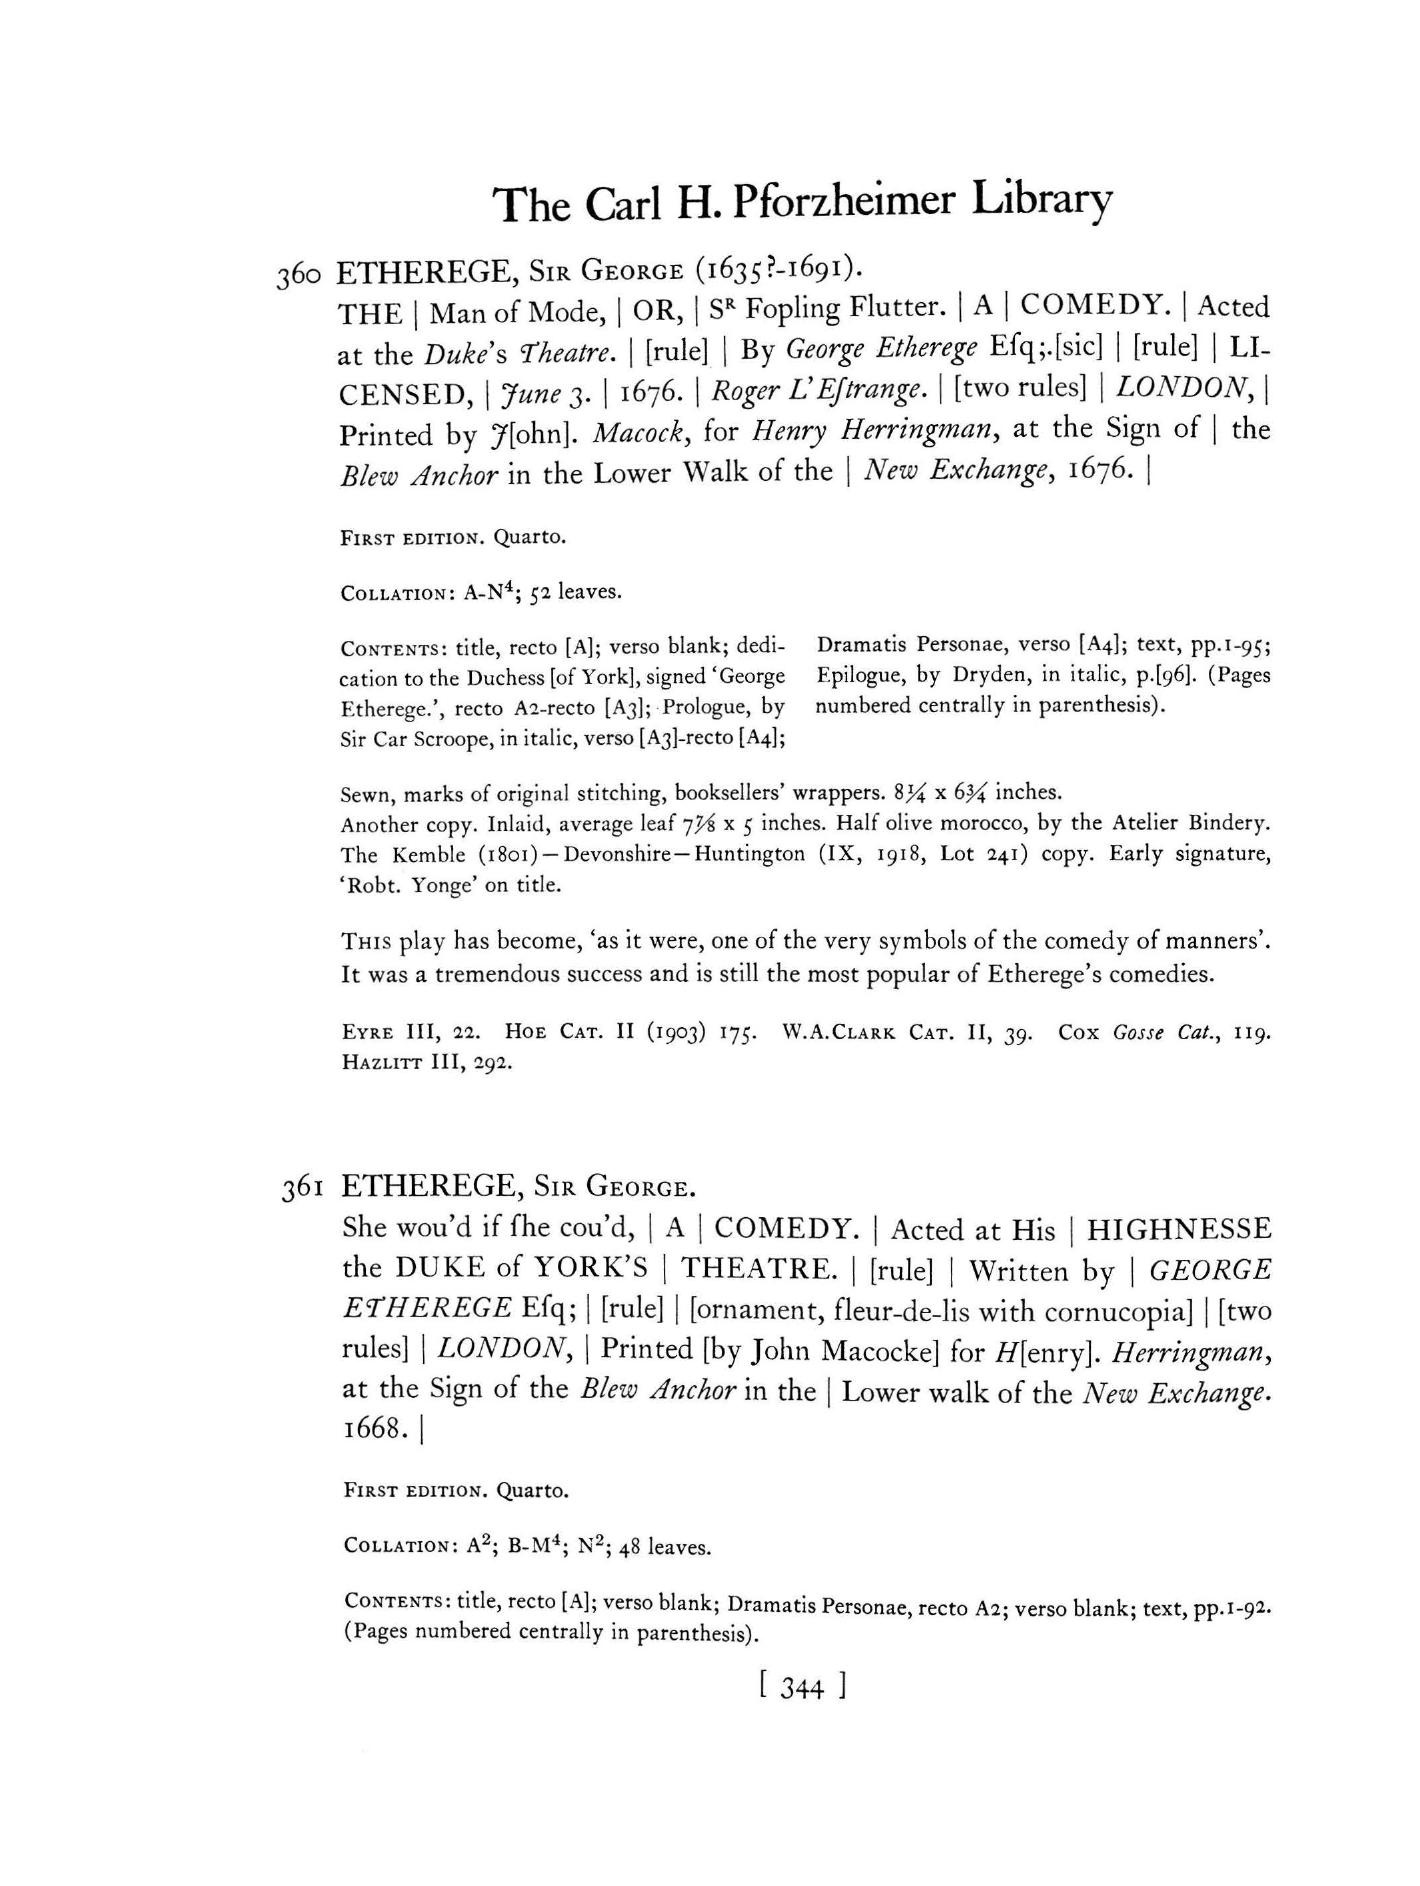 The Carl H. Pforzheimer Library
360 ETHEREGE, SIR GEORGE (1635?-1691).
THE | Man of Mode, | OR, | Sᴿ Fopling Flutter. | A | COMEDY. | Acted
at the Duke's Theatre. | [rule] | By George Etherege Eſq;.[sic] | [rule] | LI-
CENSED, | June 3. | 1676. | Roger L'Eſtrange. | [two rules] | LONDON, |
Printed by J[ohn]. Macock, for Henry Herringman, at the Sign of | the
Blew Anchor in the Lower Walk of the | New Exchange, 1676. |
FIRST EDITION. Quarto.
COLLATION: A-N⁴; 52 leaves.
CONTENTS: title, recto [A]; verso blank; dedi-
cation to the Duchess [of York], signed 'George
Etherege.', recto A2-recto [A3]; Prologue, by
Sir Car Scroope, in italic, verso [A3]-recto [A4];
Dramatis Personae, verso [A4]; text, pp.1-95;
Epilogue, by Dryden, in italic, p.[96]. (Pages
numbered centrally in parenthesis).
Sewn, marks of original stitching, booksellers' wrappers. 8¼ x 6¾ inches.
Another copy. Inlaid, average leaf 7⅞ x 5 inches. Half olive morocco, by the Atelier Bindery.
The Kemble (1801)—Devonshire—Huntington (IX, 1918, Lot 241) copy. Early signature,
'Robt. Yonge' on title.
THIS play has become, 'as it were, one of the very symbols of the comedy of manners'.
It was a tremendous success and is still the most popular of Etherege's comedies.
EYRE III, 22. HOE CAT. II (1903) 175. W.A.CLARK CAT. II, 39. COX Gosse Cat., 119.
HAZLITT III, 292.
361 ETHEREGE, SIR GEORGE.
She wou'd if ſhe cou'd, | A | COMEDY. | Acted at His | HIGHNESSE
the DUKE of YORK'S | THEATRE. | [rule] | Written by | GEORGE
ETHEREGE Eſq; | [rule] | [ornament, fleur-de-lis with cornucopia] | [two
rules] | LONDON, | Printed [by John Macocke] for H[enry]. Herringman,
at the Sign of the Blew Anchor in the | Lower walk of the New Exchange.
1668. |
FIRST EDITION. Quarto.
COLLATION: A²; B-M⁴; N²; 48 leaves.
CONTENTS: title, recto [A]; verso blank; Dramatis Personae, recto A2; verso blank; text, pp.1-92.
(Pages numbered centrally in parenthesis).
[ 344 ]